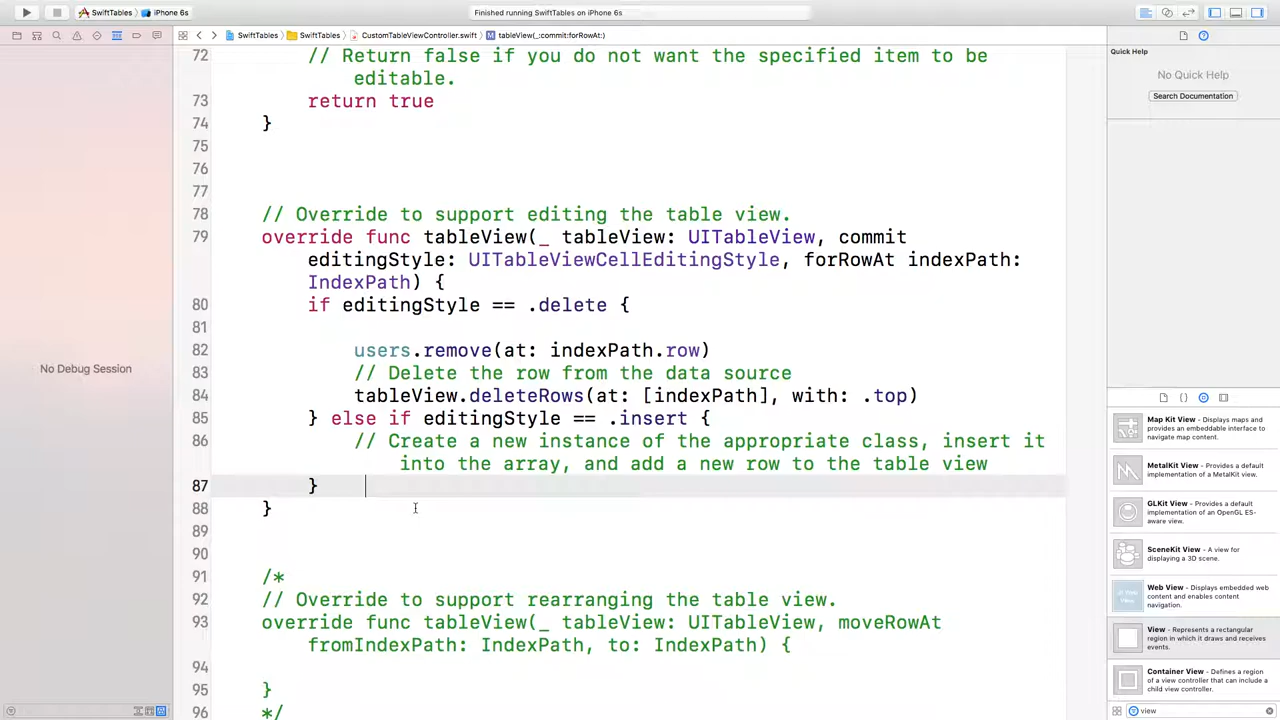 SwiftTables
iPhone 6s
Finished running SwiftTables on iPhone 6s
SwiftTables
SwiftTables
CustomTableViewController.swift
M
tableView(_:commit:forRowAt:)
Quick Help
No Quick Help
Search Documentation
No Debug Session
72 // Return false if you do not want the specified item to be
editable.
73 return true
74 }
75
76
77
78 // Override to support editing the table view.
79 override func tableView(_ tableView: UITableView, commit
editingStyle: UITableViewCellEditingStyle, forRowAt indexPath:
IndexPath) {
80 if editingStyle == .delete {
81
82 users.remove(at: indexPath.row)
83 // Delete the row from the data source
84 tableView.deleteRows(at: [indexPath], with: .top)
85 } else if editingStyle == .insert {
86 // Create a new instance of the appropriate class, insert it
into the array, and add a new row to the table view
87 }
88 }
89
90
91 /*
92 // Override to support rearranging the table view.
93 override func tableView(_ tableView: UITableView, moveRowAt
fromIndexPath: IndexPath, to: IndexPath) {
94
95 }
96 */
Map Kit View - Displays maps and
provides an embeddable interface to
navigate map content.
MetalKit View - Provides a default
implementation of a MetalKit view.
GLKit View - Provides a default
implementation of an OpenGL ES-
aware view.
SceneKit View - A view for
displaying a 3D scene.
Web View - Displays embedded web
content and enables content
navigation.
View - Represents a rectangular
region in which it draws and receives
events.
Container View - Defines a region
of a view controller that can include a
child view controller.
view